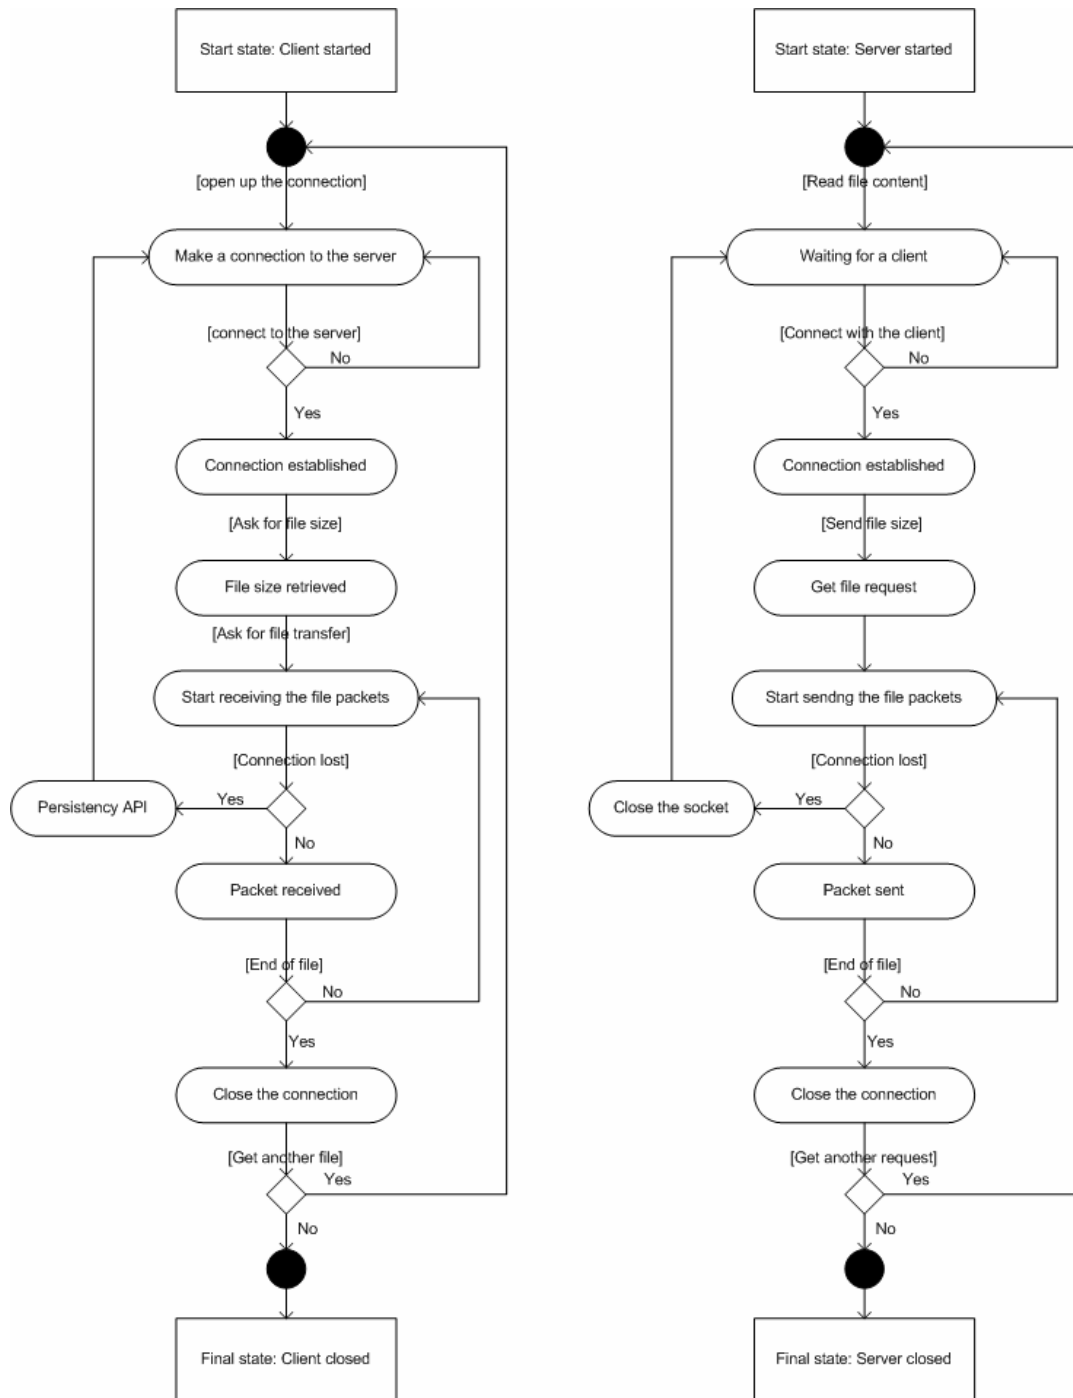 Start state: Client started
[open up the connection]
Make a connection to the server
[connect to the server]
No
Yes
Connection established
[Ask for file size]
File size retrieved
[Ask for file transfer]
Start receiving the file packets
[Connection lost]
Yes
Persistency API
No
Packet received
[End of file]
No
Yes
Close the connection
[Get another file]
Yes
No
Final state: Client closed
Start state: Server started
[Read file content]
Waiting for a client
[Connect with the client]
No
Yes
Connection established
[Send file size]
Get file request
Start sendng the file packets
[Connection lost]
Yes
Close the socket
No
Packet sent
[End of file]
No
Yes
Close the connection
[Get another request]
Yes
No
Final state: Server closed